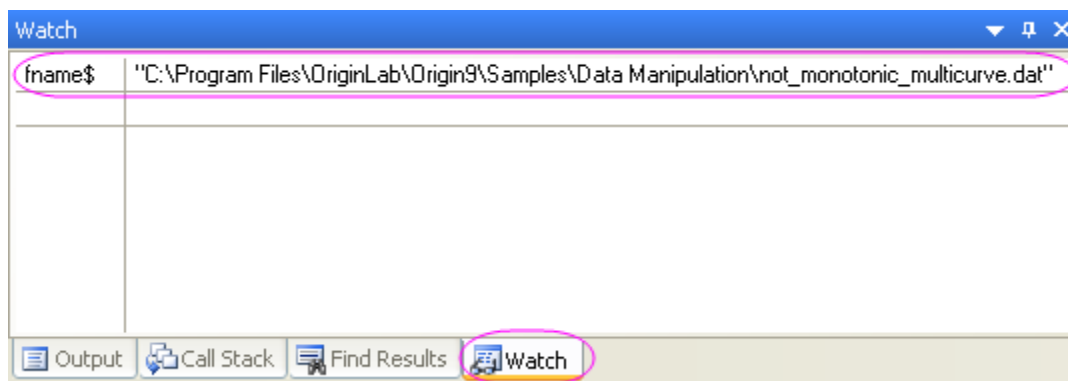 Watch
fname$ "C:\Program Files\OriginLab\Origin9\Samples\Data Manipulation\not_monotonic_multicurve.dat"
Output Call Stack Find Results Watch